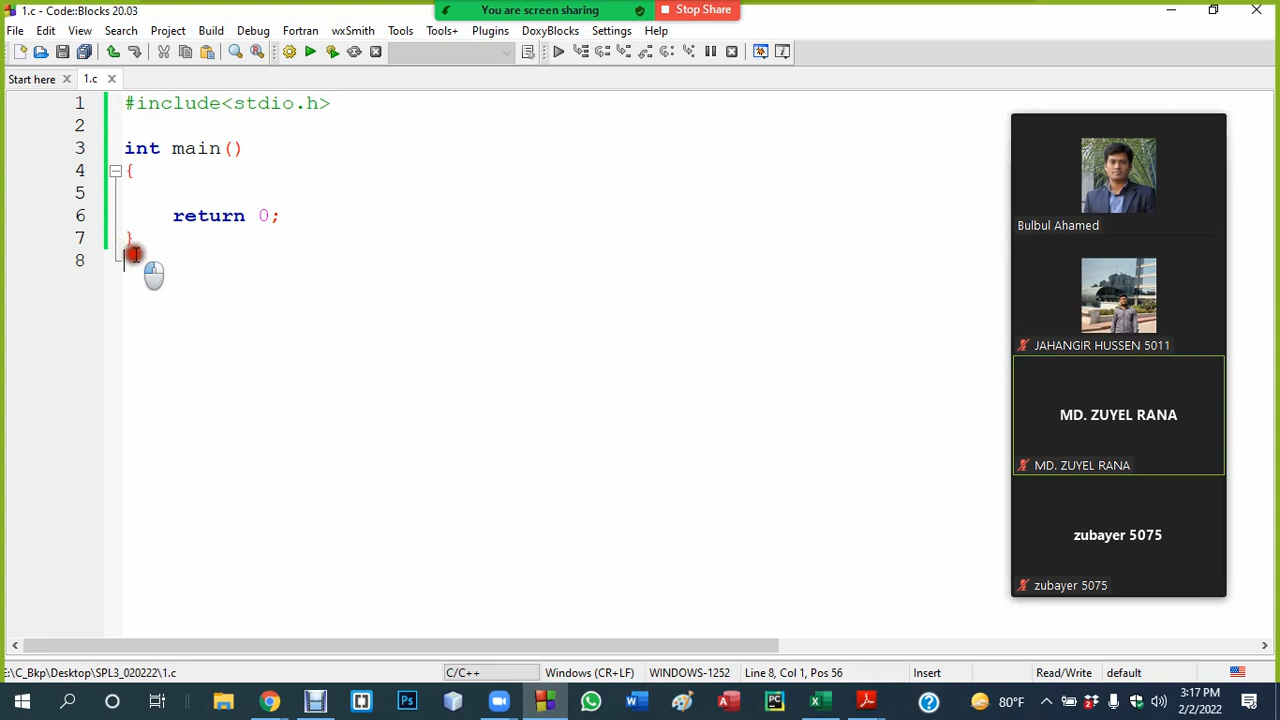 1.c - Code::Blocks 20.03
You are screen sharing
Stop Share
File Edit View Search Project Build Debug Fortran wxSmith Tools Tools+ Plugins DoxyBlocks Settings Help
Start here
1.c
1 #include<stdio.h>
2
3 int main()
4 {
5
6 return 0;
7 }
8
Bulbul Ahamed
JAHANGIR HUSSEN 5011
MD. ZUYEL RANA
MD. ZUYEL RANA
zubayer 5075
zubayer 5075
E:\C_Bkp\Desktop\SPL3_020222\1.c C/C++ Windows (CR+LF) WINDOWS-1252 Line 8, Col 1, Pos 56 Insert Read/Write default
80°F
3:17 PM
2/2/2022